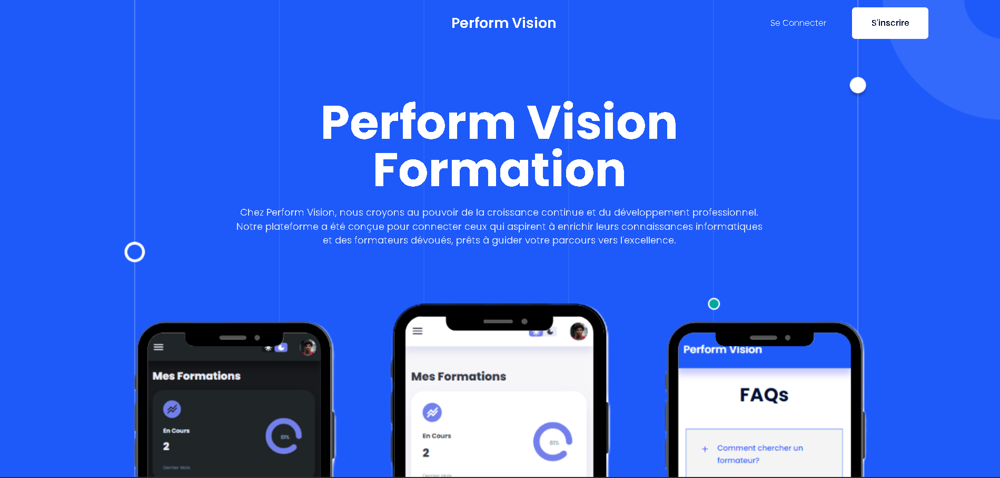 Perform Vision
Se Connecter
S'inscrire
Perform Vision
Formation
Chez Perform Vision, nous croyons au pouvoir de la croissance continue et du développement professionnel.
Notre plateforme a été conçue pour connecter ceux qui aspirent à enrichir leurs connaissances informatiques
et des formateurs dévoués, prêts à guider votre parcours vers l'excellence.
Mes Formations
En Cours
2
81%
Dernier Mois
Mes Formations
En Cours
2
81%
Dernier Mois
Perform Vision
FAQs
+ Comment chercher un
formateur?